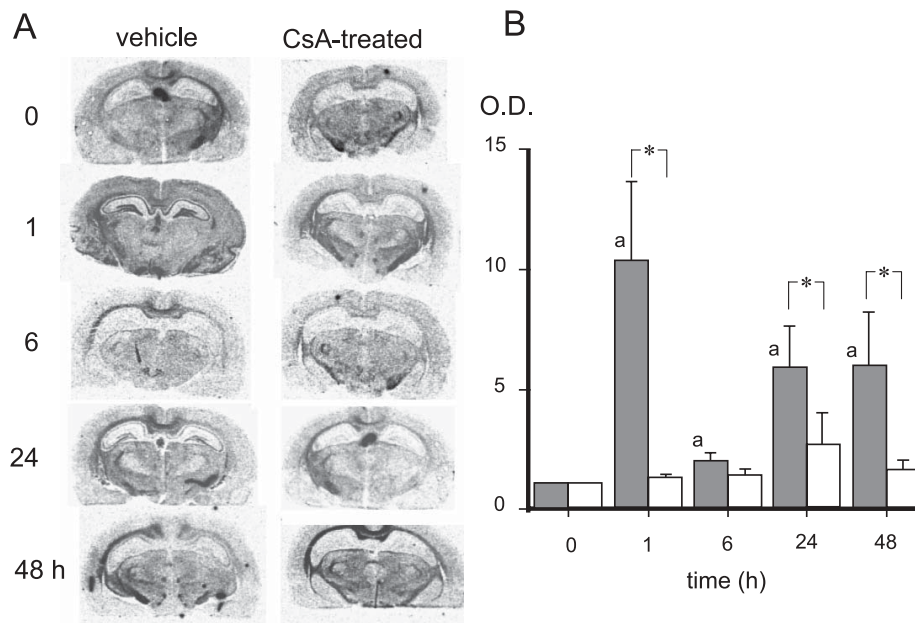 A
vehicle
CsA-treated
0
1
6
24
48 h
B
O.D.
15
10
5
0
*
*
*
a
a
a
a
0 1 6 24 48
time (h)